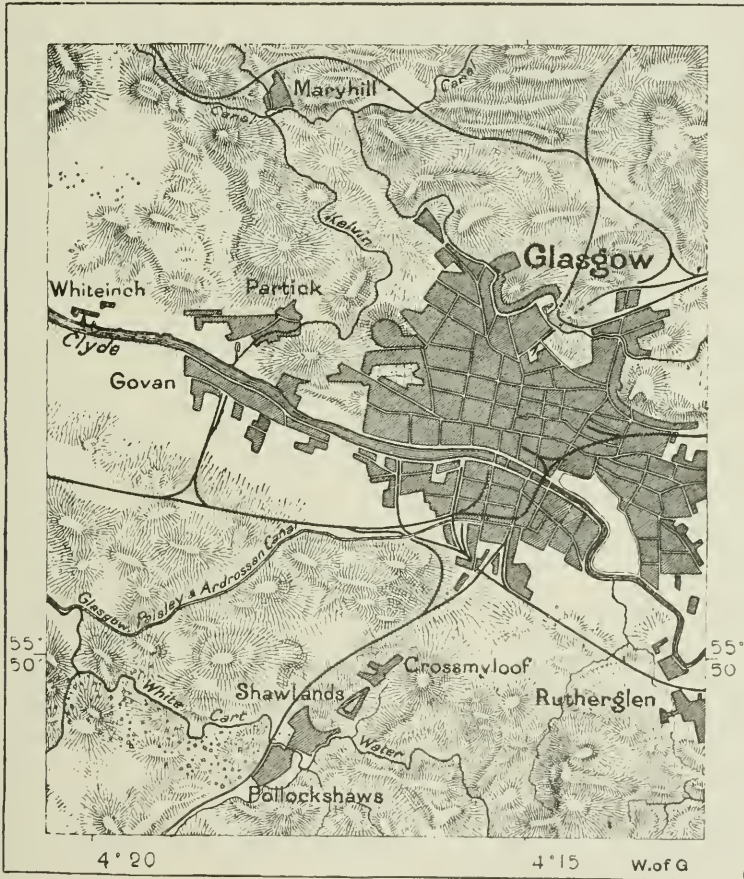 Maryhill
Canal
Canal
Kelvin
Glasgow
Whiteinch
Partick
Clyde
Govan
Glasgow Paisley & Ardrossan Canal
55°
50'
55°
50
Crossmyloof
Shawlands
White Cart Water
Rutherglen
Pollockshaws
4°20
4°15
W.of G